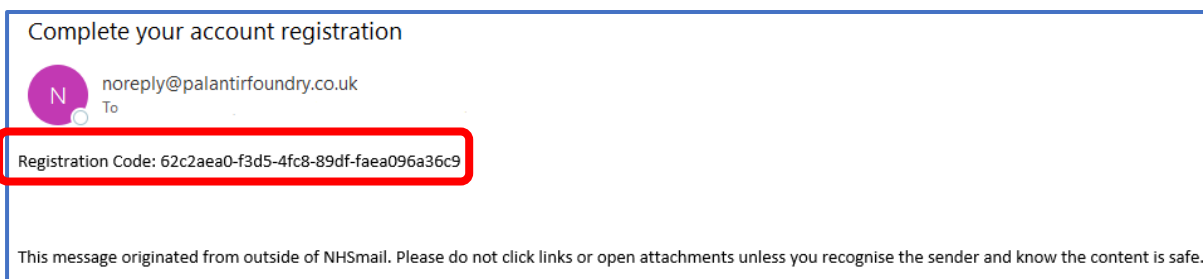 Complete your account registration
N
noreply@palantirfoundry.co.uk
To
Registration Code: 62c2aea0-f3d5-4fc8-89df-faea096a36c9
This message originated from outside of NHSmail. Please do not click links or open attachments unless you recognise the sender and know the content is safe.